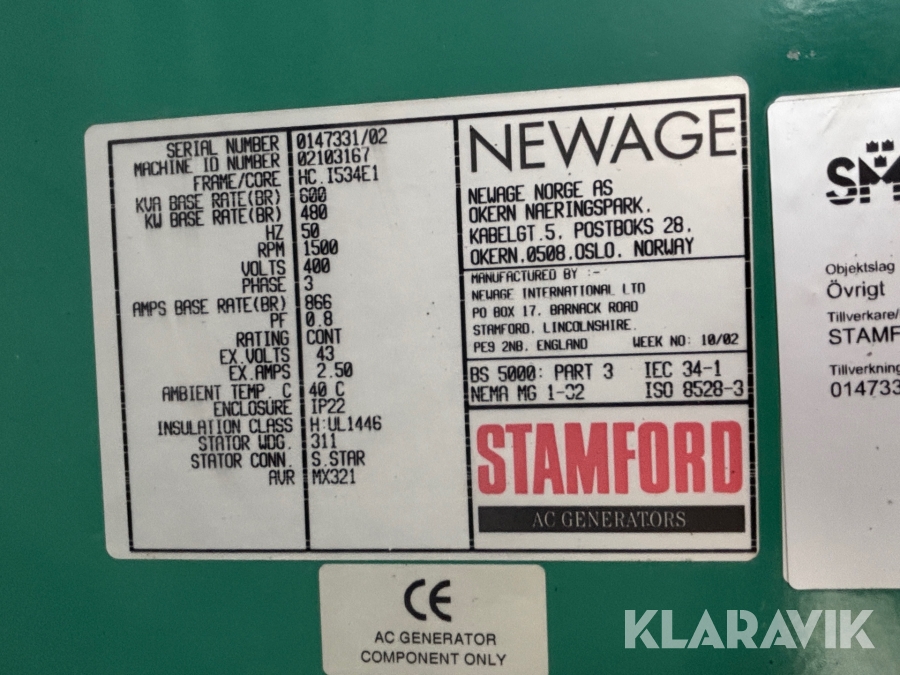 SERIAL NUMBER 0147331/02
MACHINE ID NUMBER 02103167
FRAME/CORE HC.I534E1
KVA BASE RATE(BR) 600
KW BASE RATE(BR) 480
HZ 50
RPM 1500
VOLTS 400
PHASE 3
AMPS BASE RATE(BR) 866
PF 0.8
RATING CONT
EX.VOLTS 43
EX.AMPS 2.50
AMBIENT TEMP. C 40 C
ENCLOSURE IP22
INSULATION CLASS H:UL1446
STATOR WDG. 311
STATOR CONN. S.STAR
AVR MX321
NEWAGE
NEWAGE NORGE AS
OKERN NAERINGSPARK.
KABELGT.5. POSTBOKS 28.
OKERN.0508.OSLO. NORWAY
MANUFACTURED BY :-
NEWAGE INTERNATIONAL LTD
PO BOX 17. BARNACK ROAD
STAMFORD. LINCOLNSHIRE.
PE9 2NB. ENGLAND WEEK NO: 10/02
BS 5000: PART 3 IEC 34-1
NEMA MG 1-32 ISO 8528-3
STAMFORD
AC GENERATORS
CE
AC GENERATOR
COMPONENT ONLY
Objektslag
Övrigt
Tillverkare/
STAMF
Tillverkning
014733
KLARAVIK